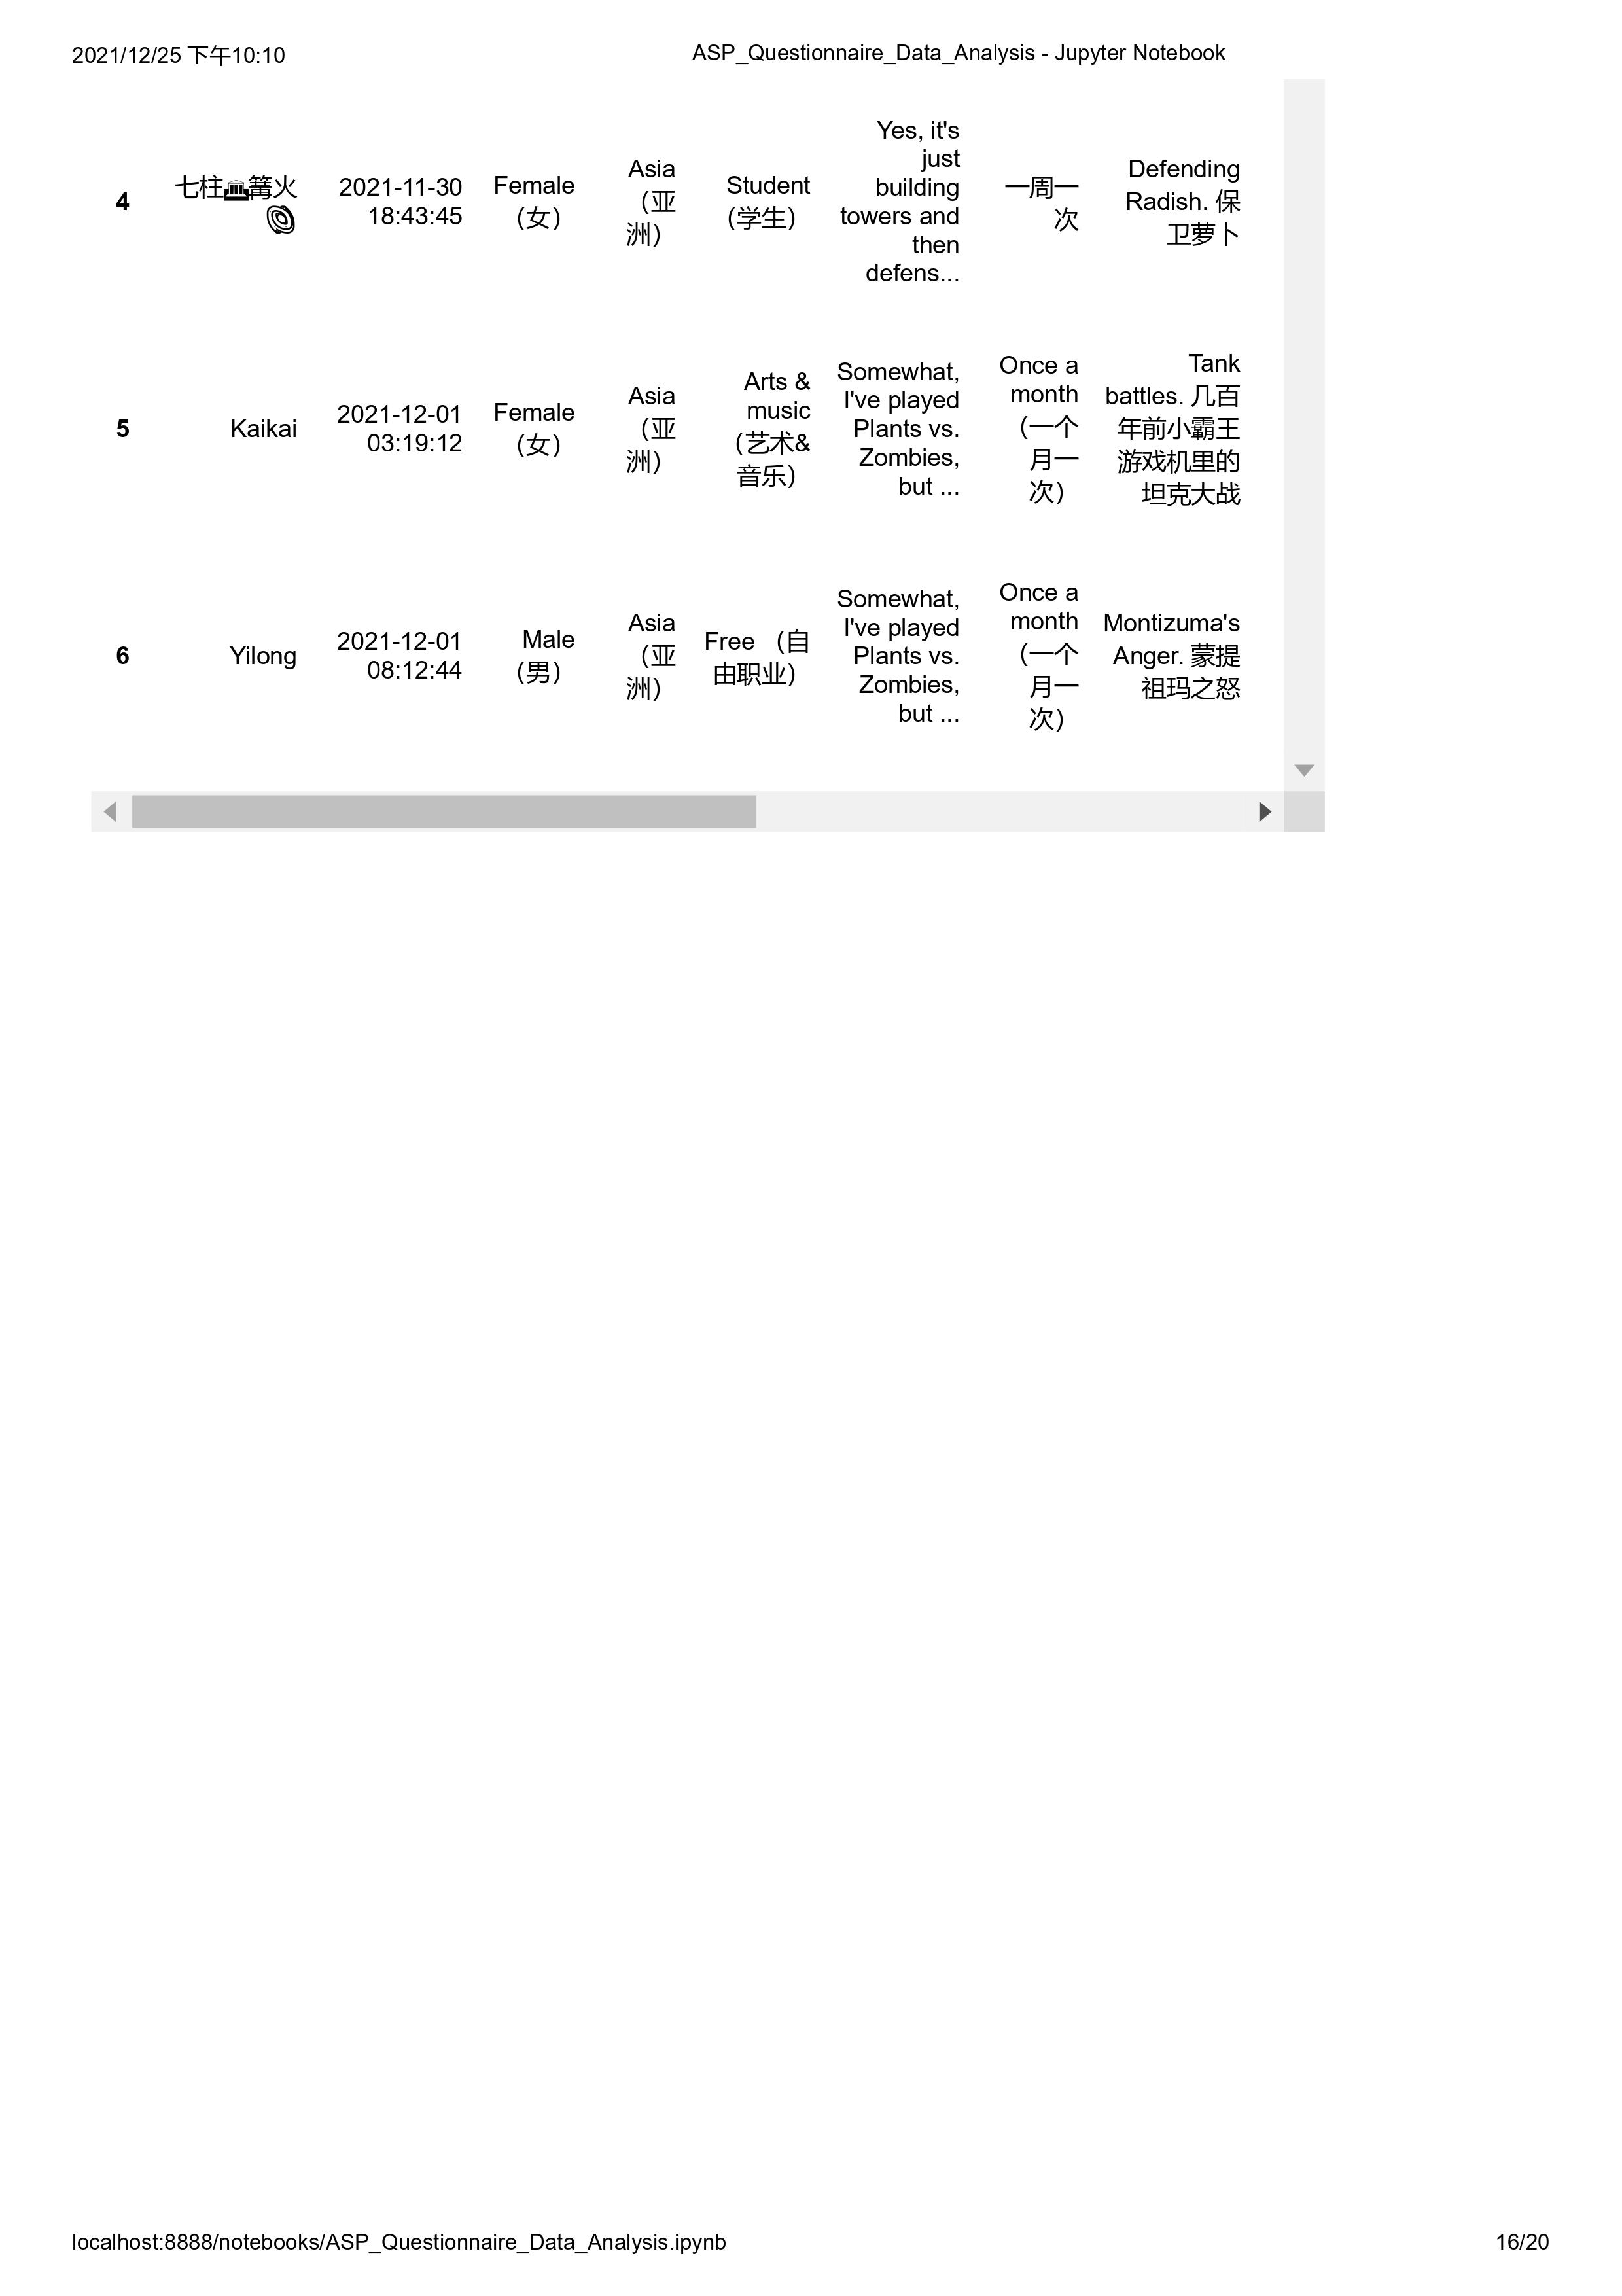 2021/12/25 下午10:10
ASP_Questionnaire_Data_Analysis - Jupyter Notebook
4
七柱🏛篝火
🍥
2021-11-30
18:43:45
Female
（女）
Asia
（亚
洲）
Student
（学生）
Yes, it's
just
building
towers and
then
defens...
一周一
次
Defending
Radish. 保
卫萝卜
5
Kaikai
2021-12-01
03:19:12
Female
（女）
Asia
（亚
洲）
Arts &
music
（艺术&
音乐）
Somewhat,
I've played
Plants vs.
Zombies,
but ...
Once a
month
（一个
月一
次）
Tank
battles. 几百
年前小霸王
游戏机里的
坦克大战
6
Yilong
2021-12-01
08:12:44
Male
（男）
Asia
（亚
洲）
Free （自
由职业）
Somewhat,
I've played
Plants vs.
Zombies,
but ...
Once a
month
（一个
月一
次）
Montizuma's
Anger. 蒙提
祖玛之怒
localhost:8888/notebooks/ASP_Questionnaire_Data_Analysis.ipynb
16/20